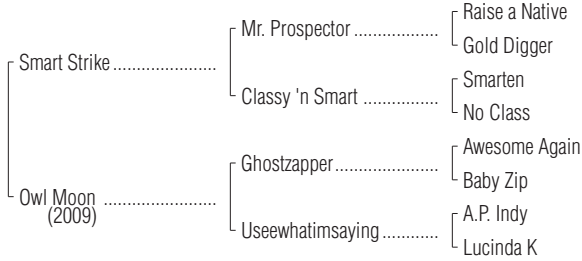 Raise a Native
Mr. Prospector ..................
Gold Digger
Smart Strike......................
Smarten
Classy 'n Smart ................
No Class
Awesome Again
Ghostzapper......................
Baby Zip
Owl Moon .......................
(2009)
A.P. Indy
Useewhatimsaying............
Lucinda K